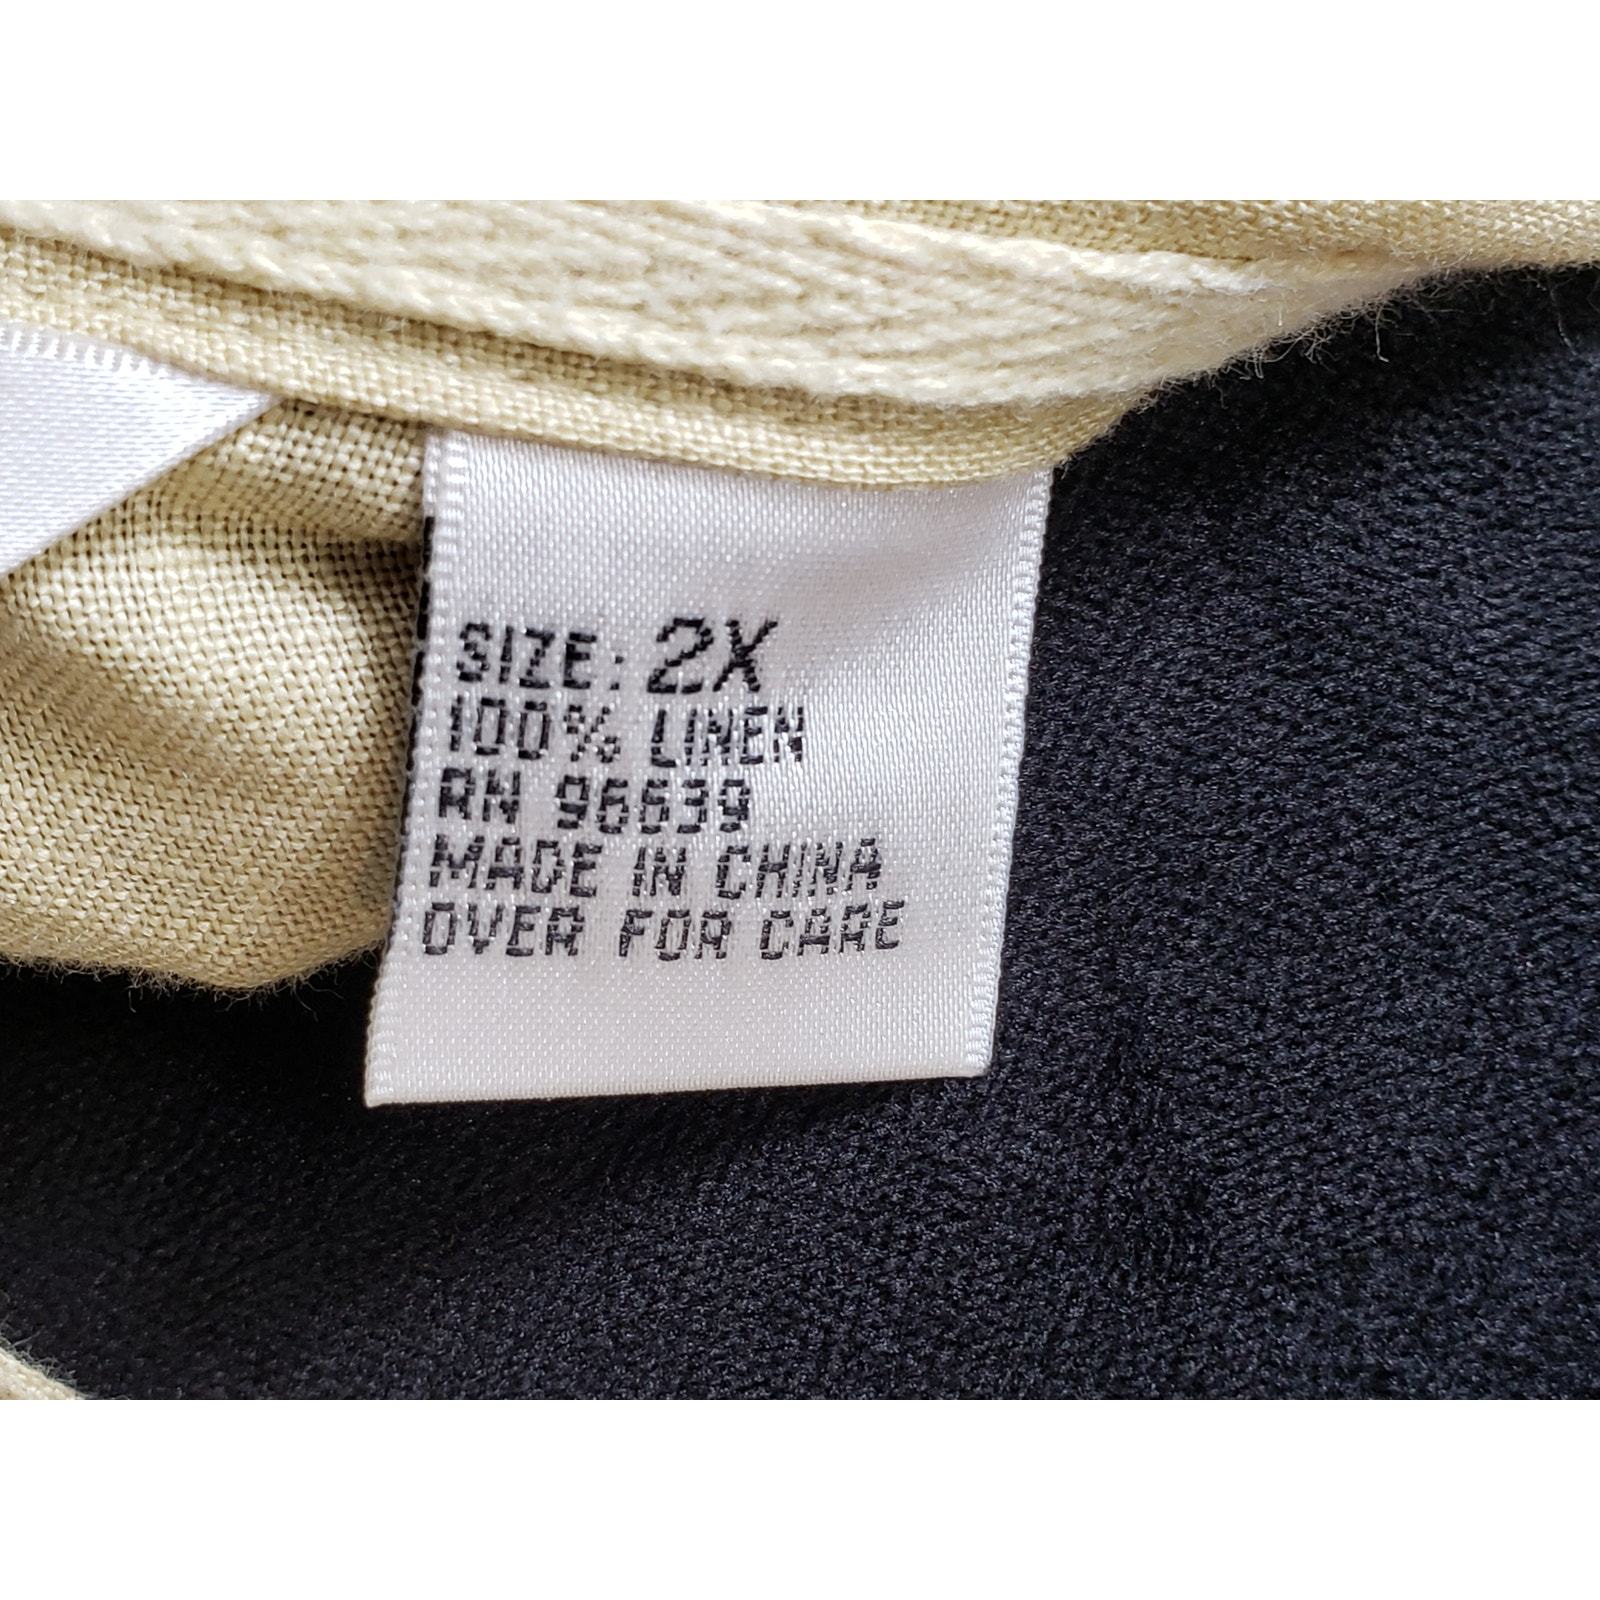 SIZE: 2X
100% LINEN
RN 96639
MADE IN CHINA
OVER FOR CARE